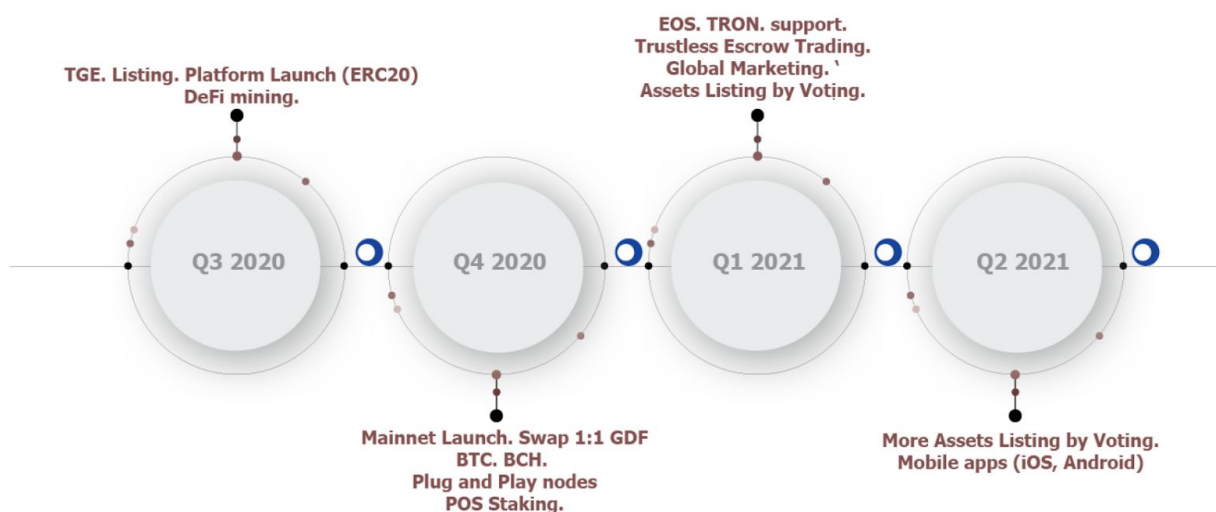 TGE. Listing. Platform Launch (ERC20)
DeFi mining.
Q3 2020
Q4 2020
Mainnet Launch. Swap 1:1 GDF
BTC. BCH.
Plug and Play nodes
POS Staking.
EOS. TRON. support.
Trustless Escrow Trading.
Global Marketing. `
Assets Listing by Voting.
Q1 2021
Q2 2021
More Assets Listing by Voting.
Mobile apps (iOS, Android)